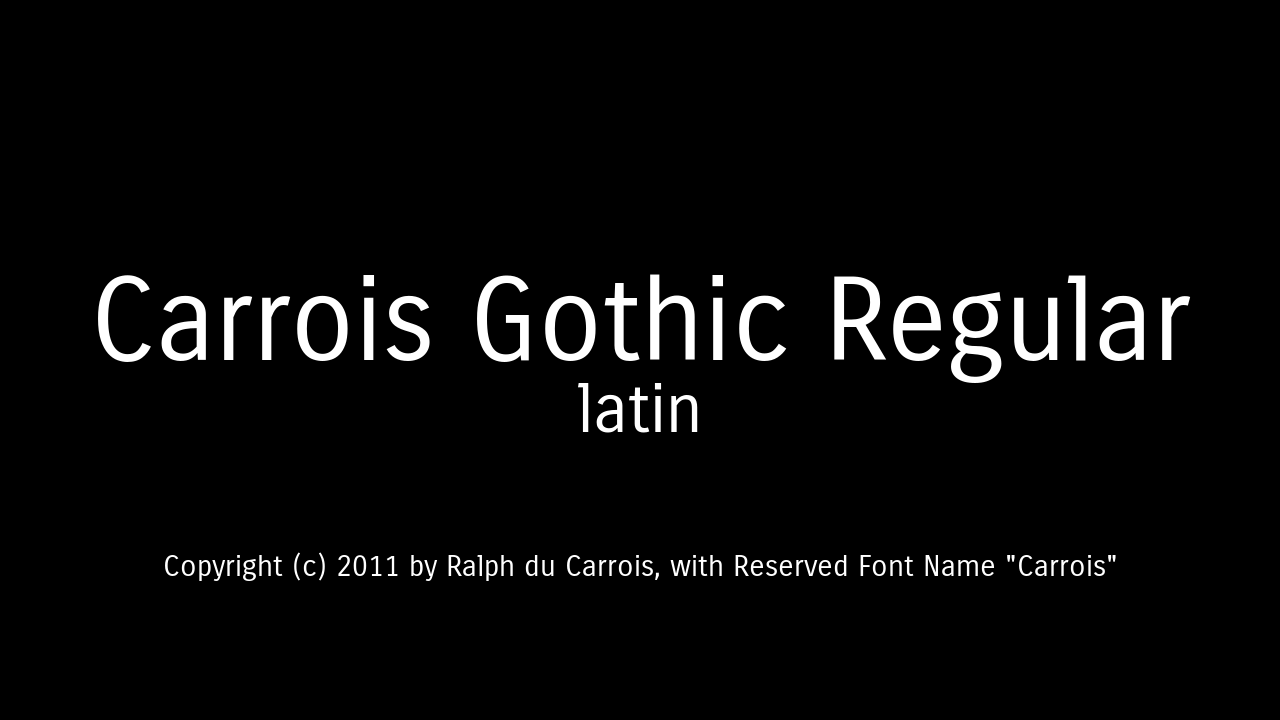 Carrois Gothic Regular
latin
Copyright (c) 2011 by Ralph du Carrois, with Reserved Font Name "Carrois"